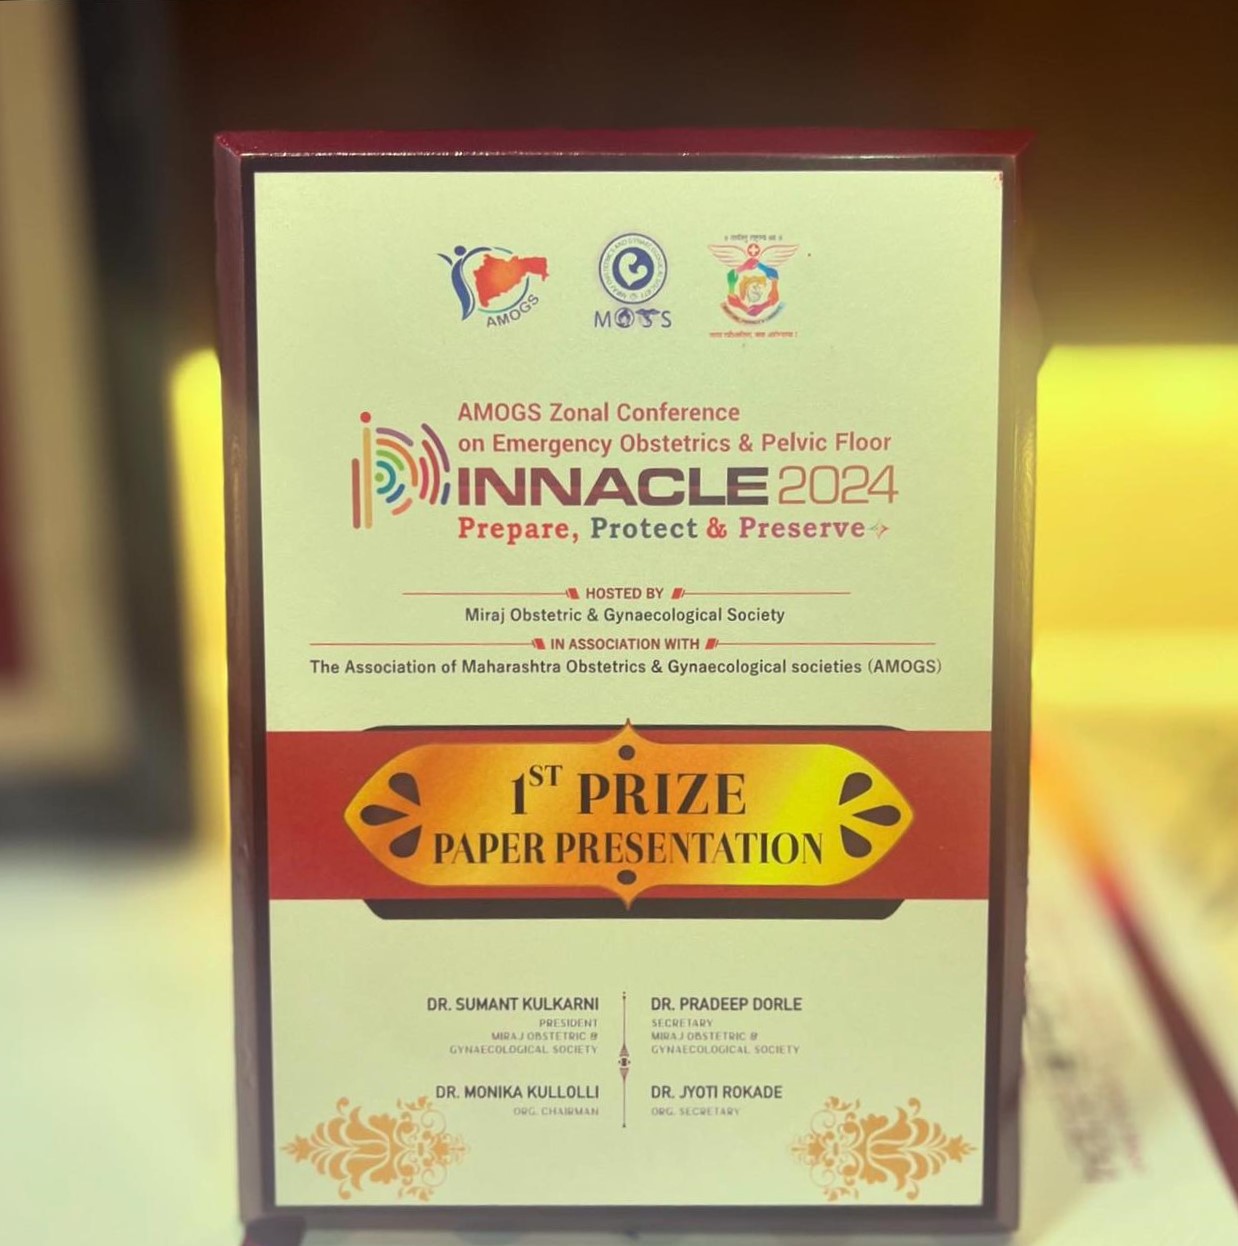 AMOGS
MOGS
AMOGS Zonal Conference
on Emergency Obstetrics & Pelvic Floor
PINNACLE 2024
Prepare, Protect & Preserve
HOSTED BY
Miraj Obstetric & Gynaecological Society
IN ASSOCIATION WITH
The Association of Maharashtra Obstetrics & Gynaecological societies (AMOGS)
1ST PRIZE
PAPER PRESENTATION
DR. SUMANT KULKARNI
PRESIDENT
MIRAJ OBSTETRIC &
GYNAECOLOGICAL SOCIETY
DR. PRADEEP DORLE
SECRETARY
MIRAJ OBSTETRIC &
GYNAECOLOGICAL SOCIETY
DR. MONIKA KULLOLLI
ORG. CHAIRMAN
DR. JYOTI ROKADE
ORG. SECRETARY